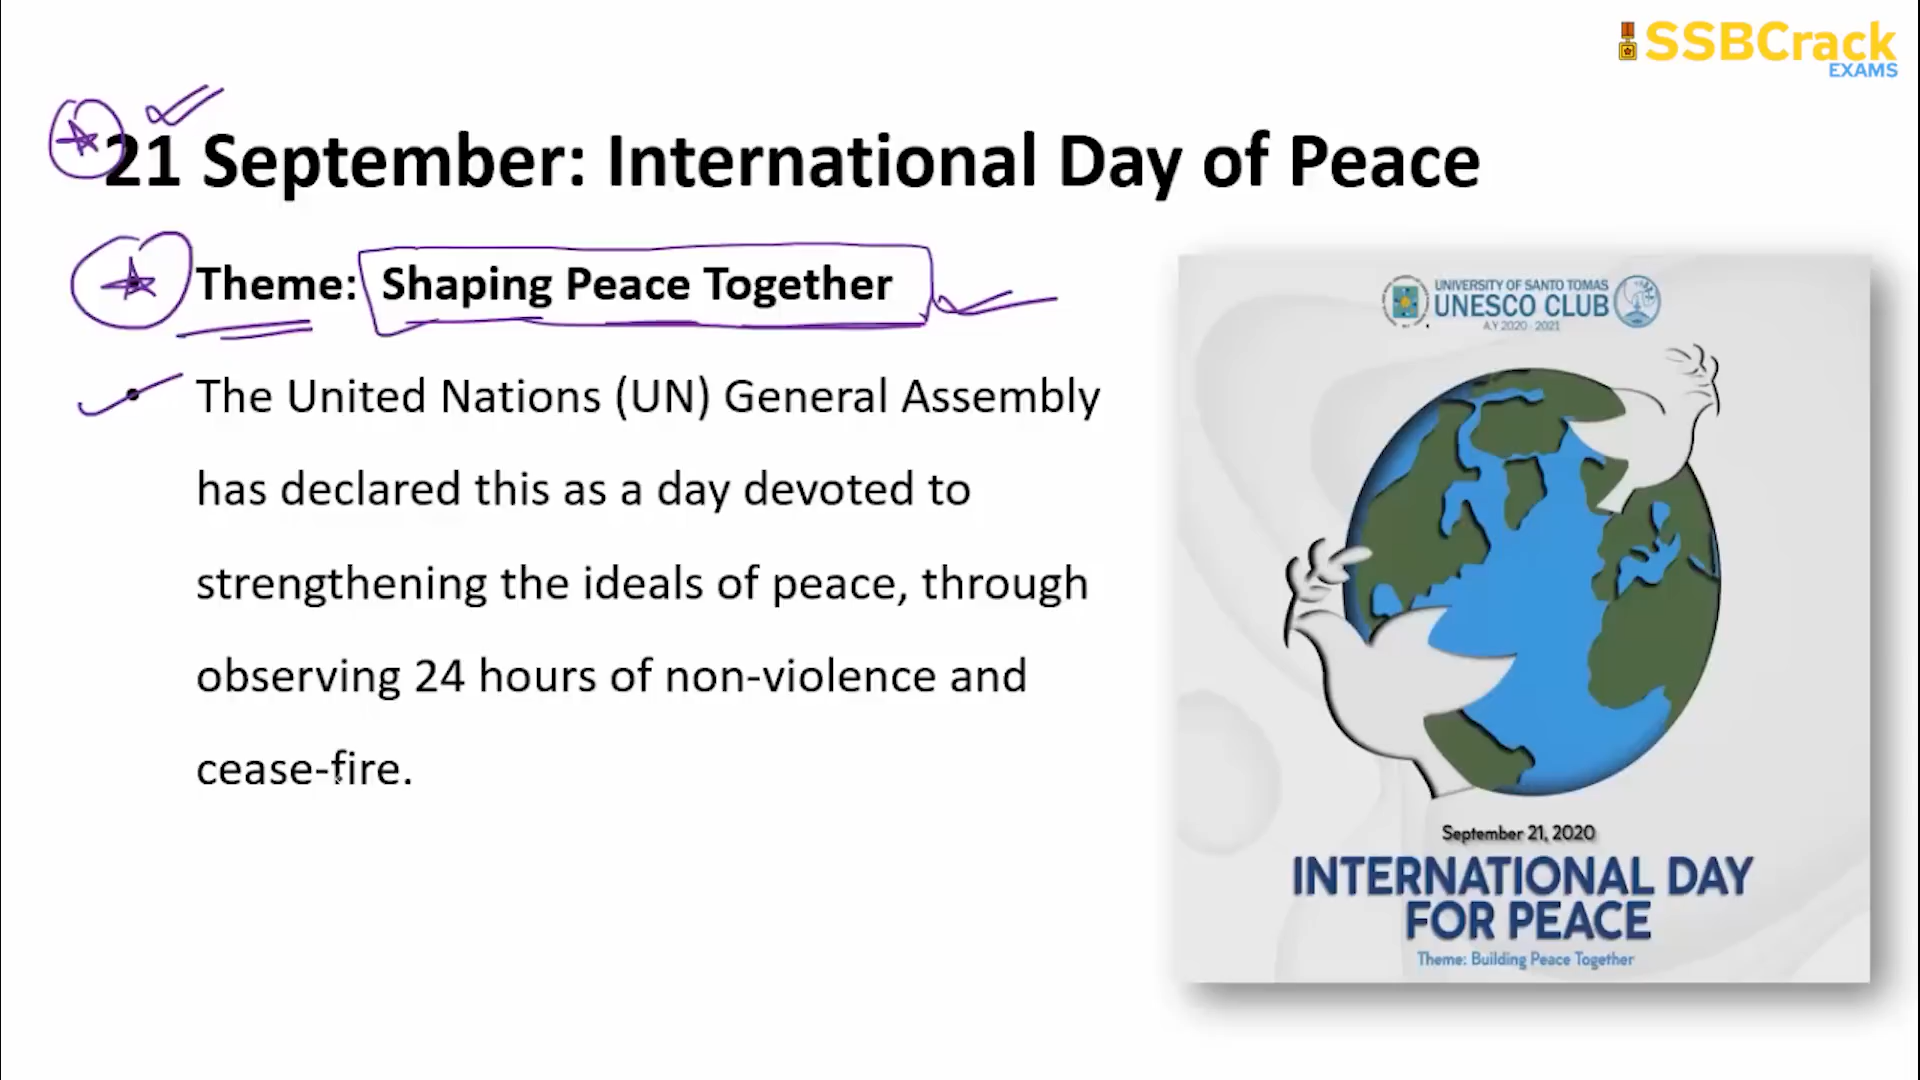 SSBCrack
EXAMS
21 September: International Day of Peace
Theme: Shaping Peace Together
• The United Nations (UN) General Assembly
has declared this as a day devoted to
strengthening the ideals of peace, through
observing 24 hours of non-violence and
cease-fire.
UNIVERSITY OF SANTO TOMAS
UNESCO CLUB
A.Y 2020 - 2021
September 21, 2020
INTERNATIONAL DAY
FOR PEACE
Theme: Building Peace Together